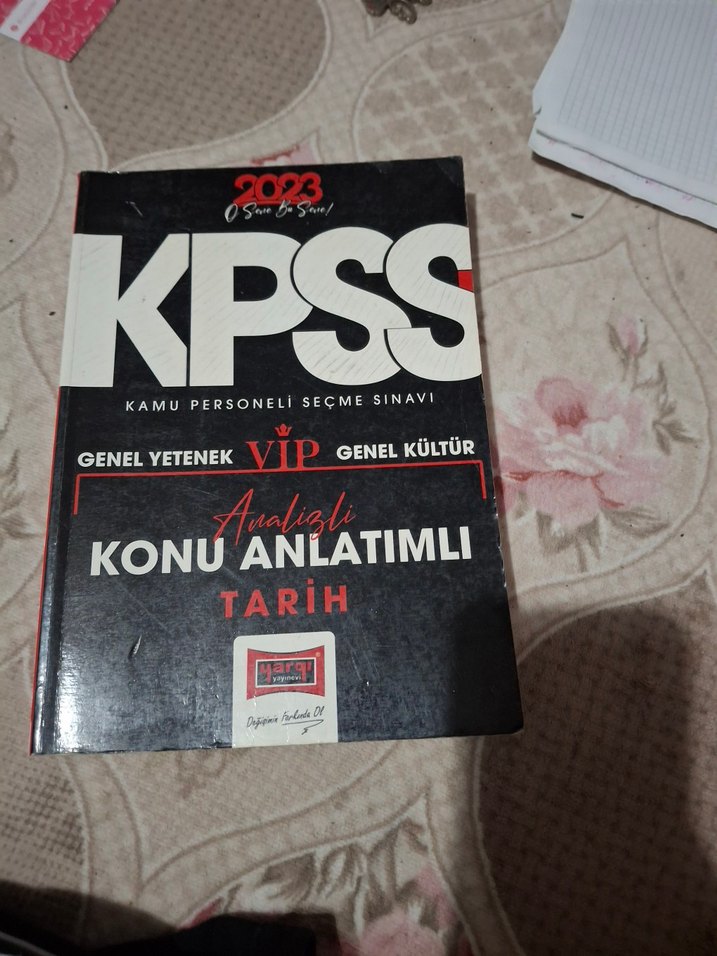 2023
O Sene Bu Sene!
KPSS
KAMU PERSONELİ SEÇME SINAVI
GENEL YETENEK VİP GENEL KÜLTÜR
Analizli
KONU ANLATIMLI
TARİH
yargı
yayınevi
Değişimin Farkında Ol